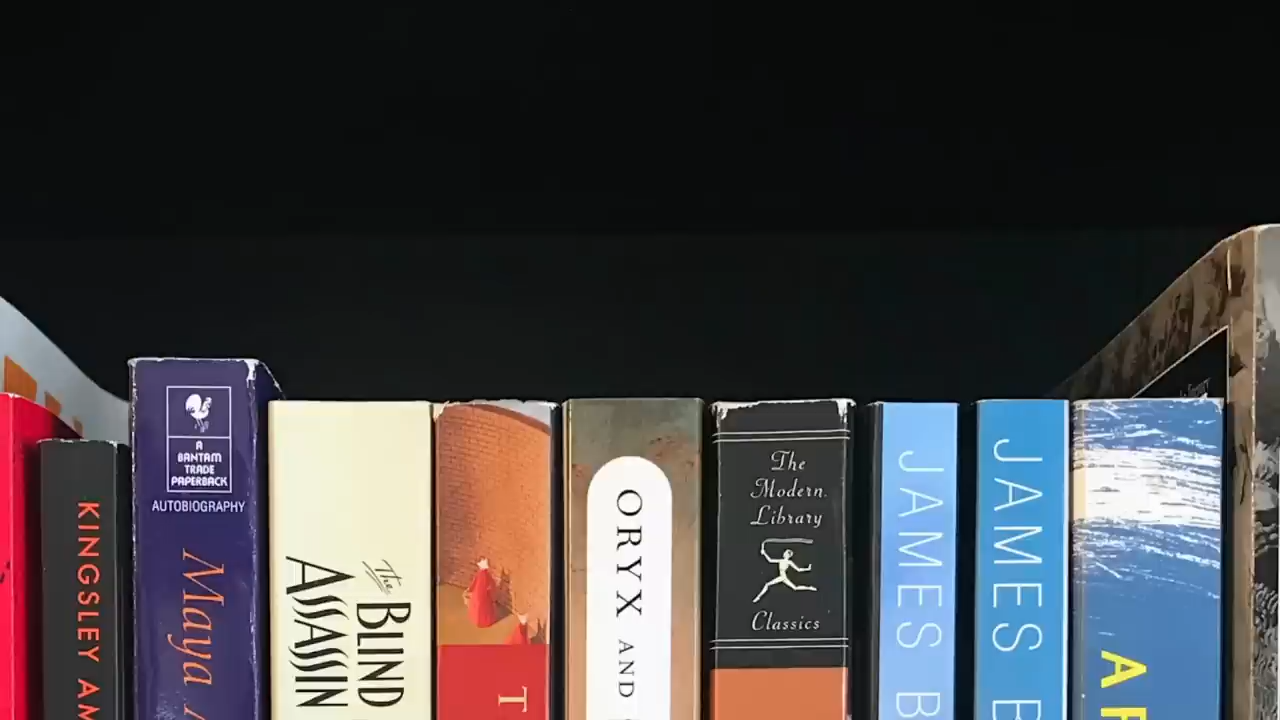 KINGSLEY AM
A
BANTAM
TRADE
PAPERBACK
AUTOBIOGRAPHY
Maya
The
BLIND
ASSASSIN
T
ORYX AND
The
Modern
Library
Classics
JAMES B
JAMES B
A F